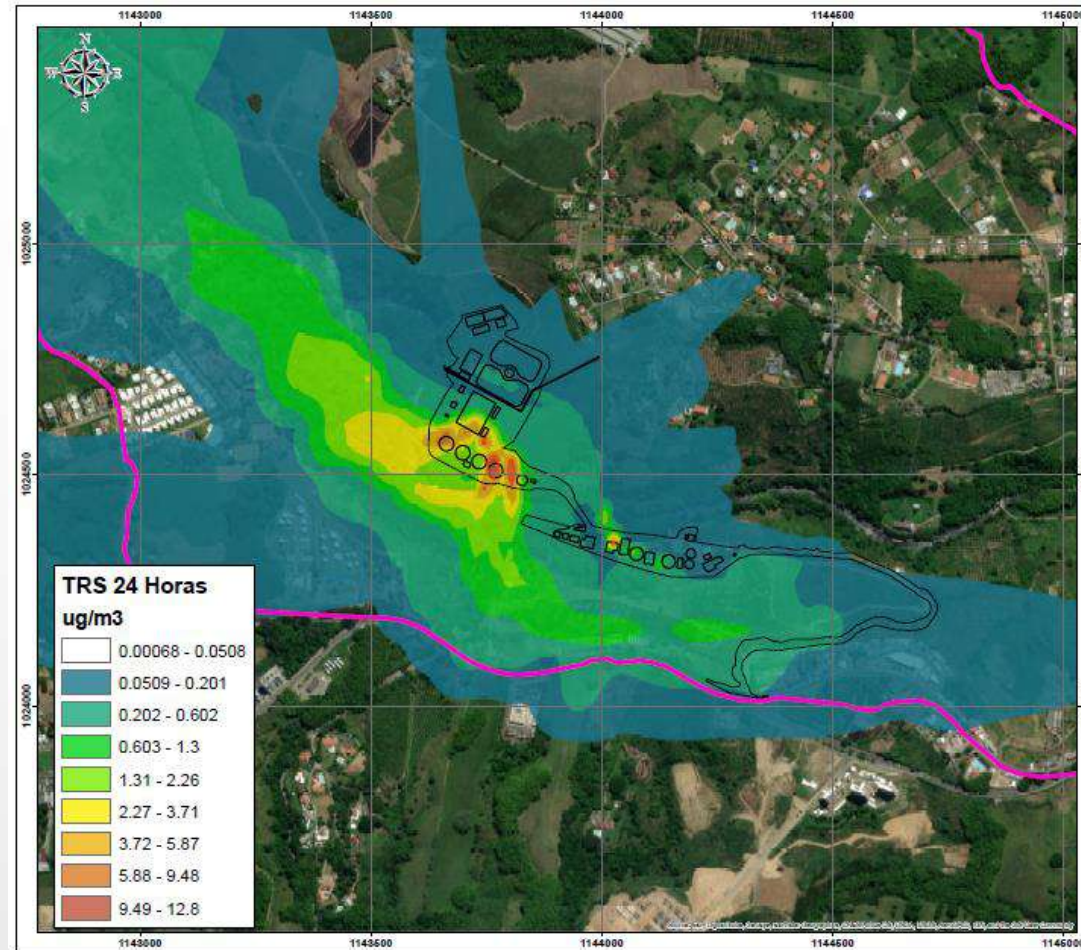 1143000 1143500 1144000 1144500 1145000
N
W E
S
1025000
1024500
1024000
TRS 24 Horas
ug/m3
0.00068 - 0.0508
0.0509 - 0.201
0.202 - 0.602
0.603 - 1.3
1.31 - 2.26
2.27 - 3.71
3.72 - 5.87
5.88 - 9.48
9.49 - 12.8
1143000 1143500 1144000 1144500